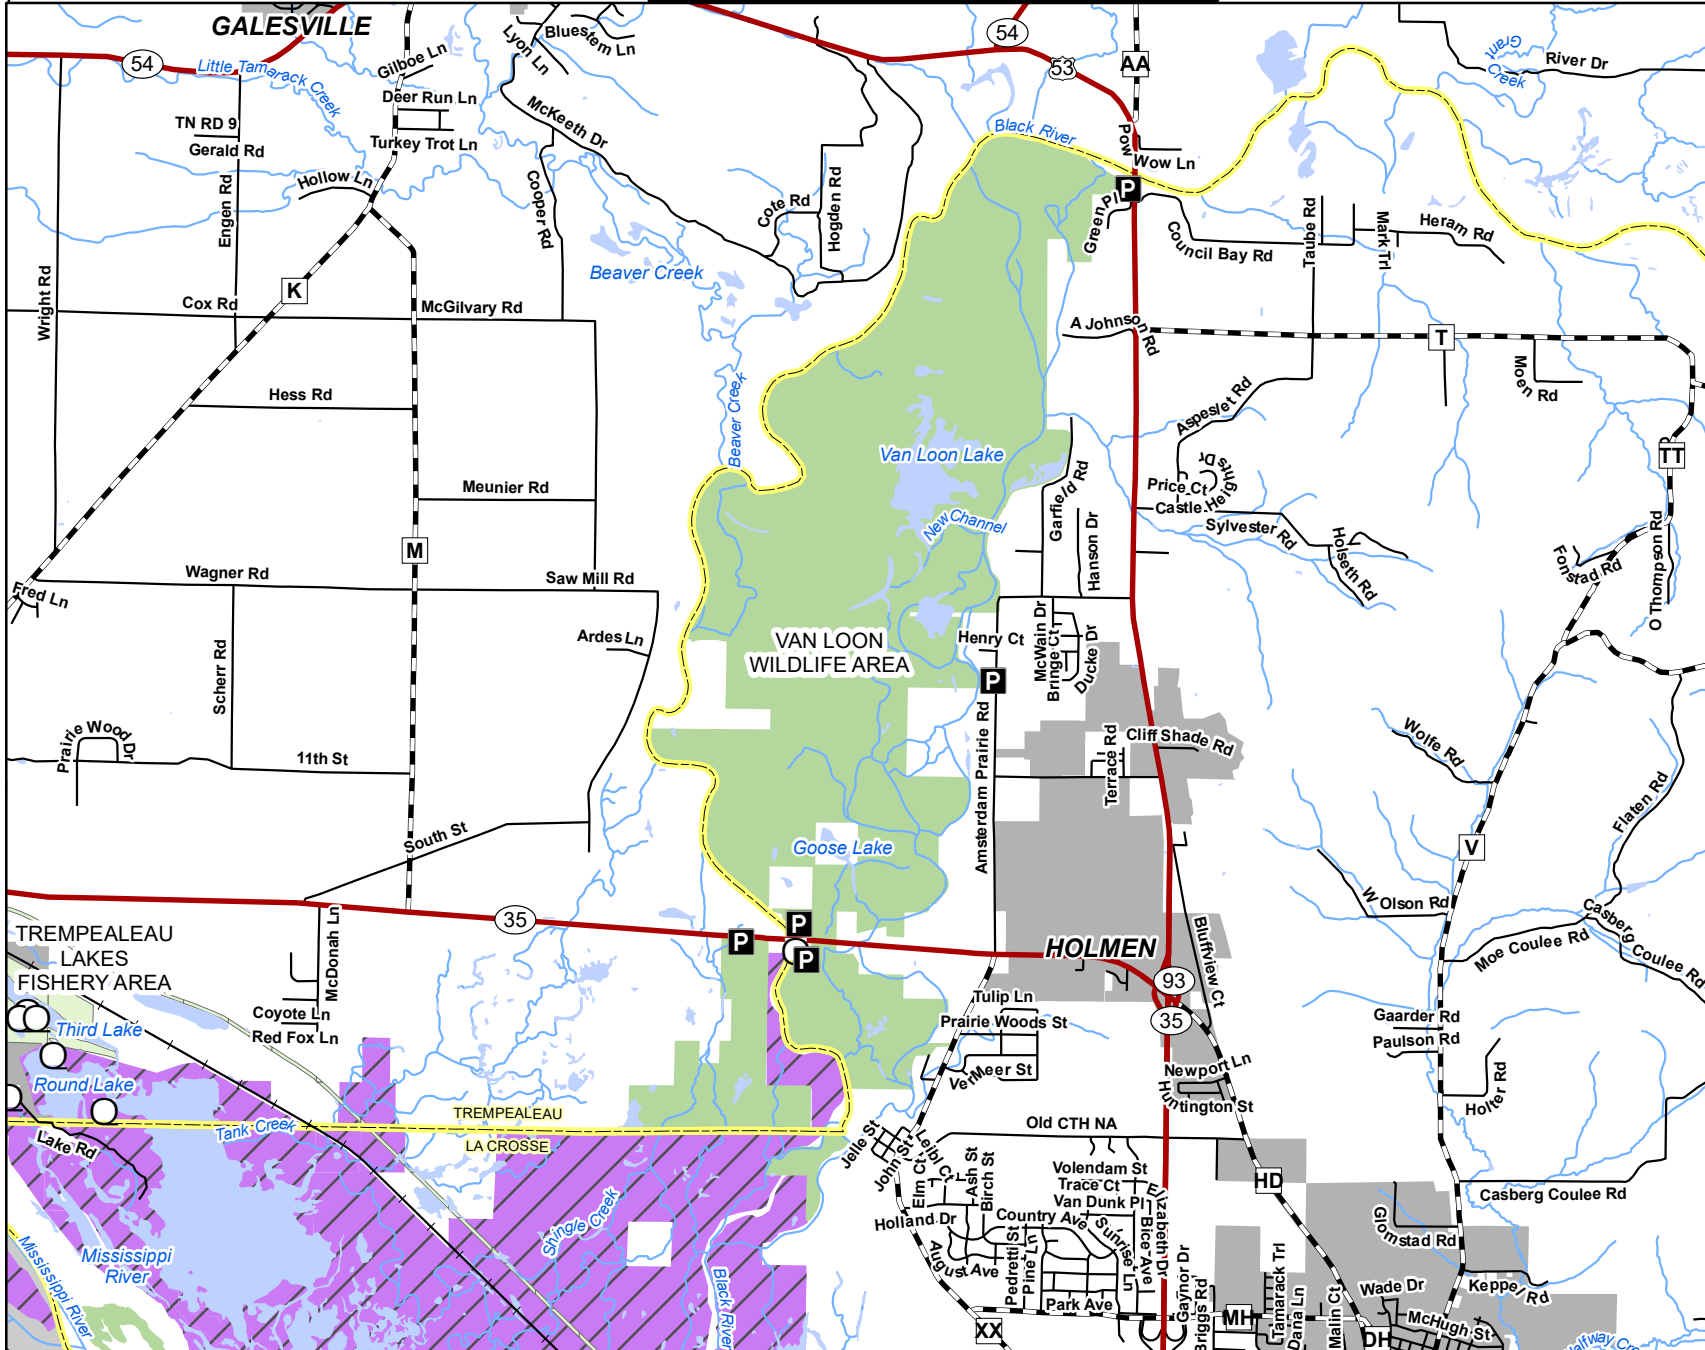 GALESVILLE
54
Little Tamarack Creek
Gilboe Ln
Lyon Ln
Bluestem Ln
54
53
AA
Grant Creek
River Dr
Deer Run Ln
TN RD 9
Gerald Rd
Turkey Trot Ln
McKeeth Dr
Black River
Pow Wow Ln
Hollow Ln
Engen Rd
Cooper Rd
Cote Rd
Hogden Rd
P
Green Pl
Council Bay Rd
Taube Rd
Mark Trl
Heram Rd
Beaver Creek
Wright Rd
K
Cox Rd
McGilvary Rd
A Johnson Rd
T
Moen Rd
Hess Rd
Beaver Creek
Aspeslet Rd
Van Loon Lake
TT
Meunier Rd
Garfield Rd
Price Ct
Castle Heights Dr
New Channel
Hanson Dr
Sylvester Rd
Holseth Rd
O Thompson Rd
M
Fonstad Rd
Wagner Rd
Saw Mill Rd
Fred Ln
Ardes Ln
VAN LOON
WILDLIFE AREA
Henry Ct
McWain Dr
Bringe Ct
Ducke Dr
Scherr Rd
P
Prairie Wood Dr
11th St
Amsterdam Prairie Rd
Terrace Rd
Cliff Shade Rd
Wolfe Rd
Flaten Rd
South St
Goose Lake
V
W Olson Rd
35
P
P
P
HOLMEN
Bluffview Ct
Casberg Coulee Rd
Moe Coulee Rd
TREMPEALEAU
LAKES
FISHERY AREA
McDonah Ln
93
35
Coyote Ln
Red Fox Ln
Third Lake
Tulip Ln
Prairie Woods St
Gaarder Rd
Paulson Rd
Round Lake
VerMeer St
Newport Ln
Huntington St
Holter Rd
TREMPEALEAU
LA CROSSE
Tank Creek
Lake Rd
Old CTH NA
Jelle St
John St
Leibl Ct
Elm Ct
Ash St
Birch St
Volendam St
Trace Ct
Van Dunk Pl
Elizabeth Dr
HD
Casberg Coulee Rd
Holland Dr
Country Ave
Sunrise Ln
Bice Ave
Glomstad Rd
Shingle Creek
Mississippi
River
Mississippi River
August Ave
Pedretti St
Pine Ln
Gaynor Dr
Black River
Park Ave
Briggs Rd
MH
Tamarack Trl
Dana Ln
Malin Ct
Wade Dr
Keppel Rd
McHugh St
XX
DH